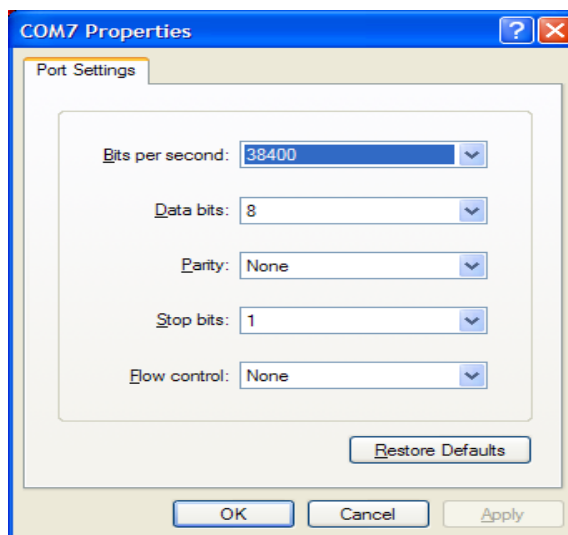 COM7 Properties
Port Settings
Bits per second: 38400
Data bits: 8
Parity: None
Stop bits: 1
Flow control: None
Restore Defaults
OK Cancel Apply